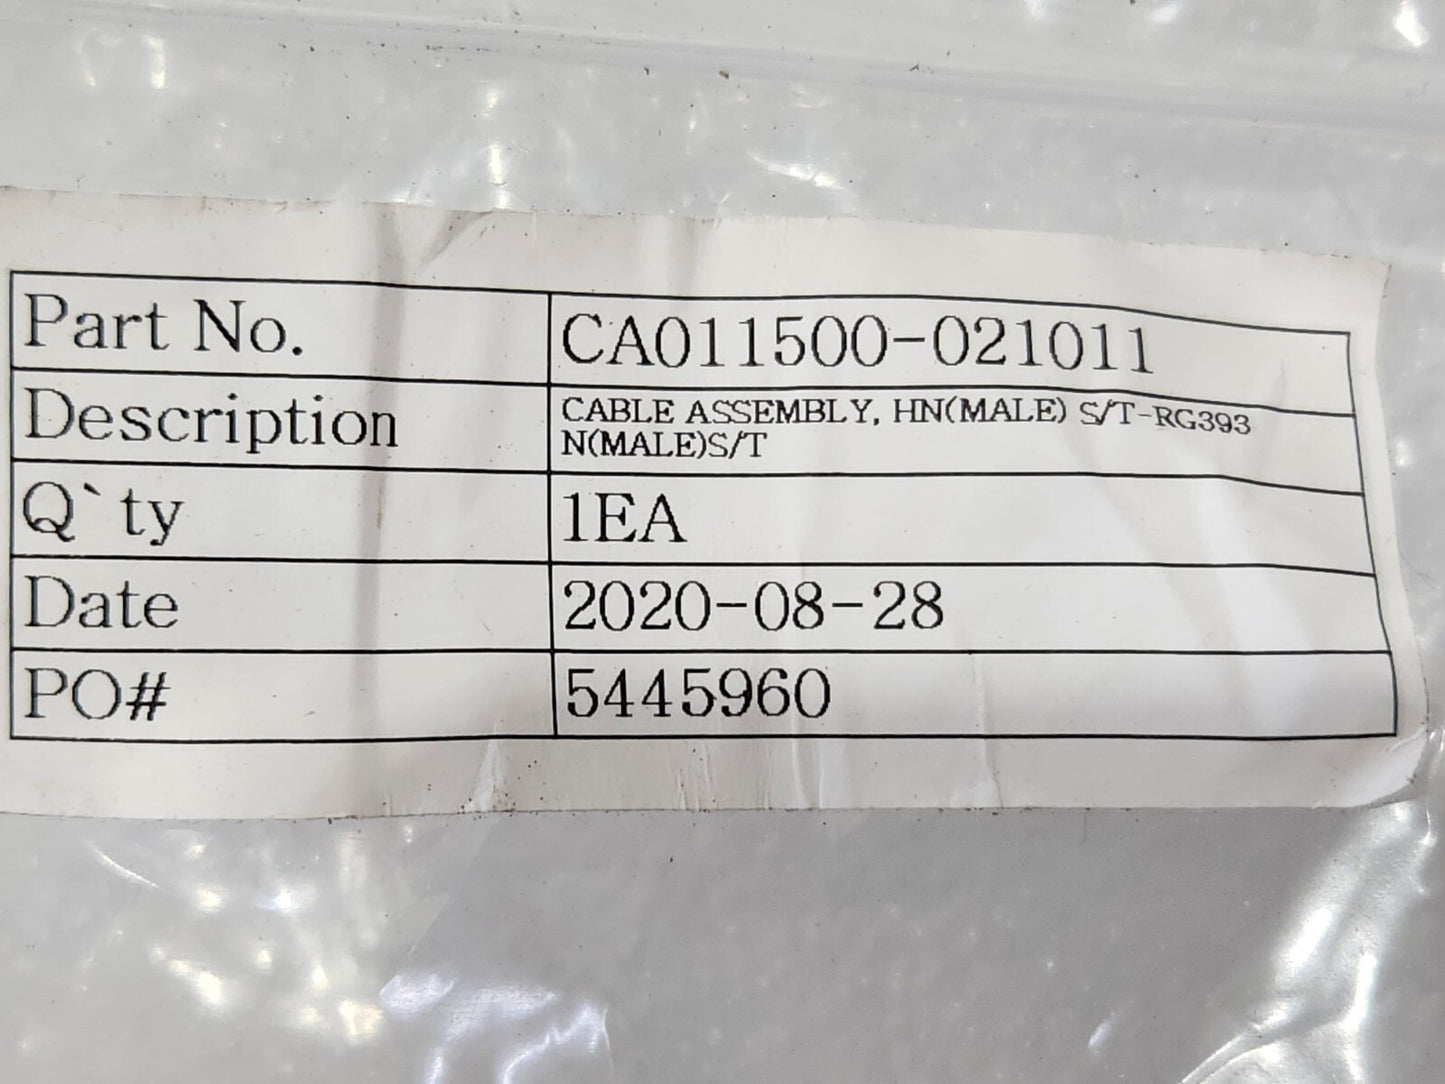 Part No. CA011500-021011
Description CABLE ASSEMBLY, HN(MALE) S/T-RG393
N(MALE)S/T
Q`ty 1EA
Date 2020-08-28
PO# 5445960